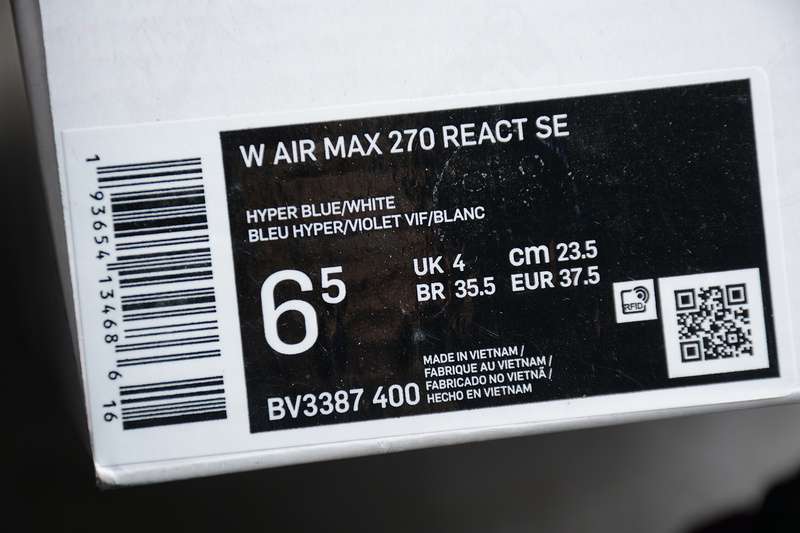 W AIR MAX 270 REACT SE
HYPER BLUE/WHITE
BLEU HYPER/VIOLET VIF/BLANC
6 5
UK 4 cm 23.5
BR 35.5 EUR 37.5
RFID
BV3387 400
MADE IN VIETNAM /
FABRIQUE AU VIETNAM /
FABRICADO NO VIETNÃ /
HECHO EN VIETNAM
1 93654 13468 6 16